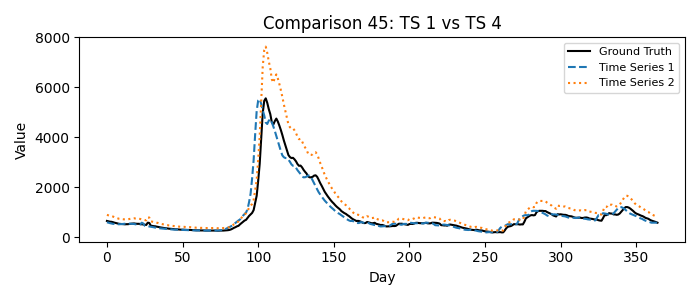 Comparison 45: TS 1 vs TS 4
8000
6000
4000
2000
0
Value
Ground Truth
Time Series 1
Time Series 2
0 50 100 150 200 250 300 350
Day